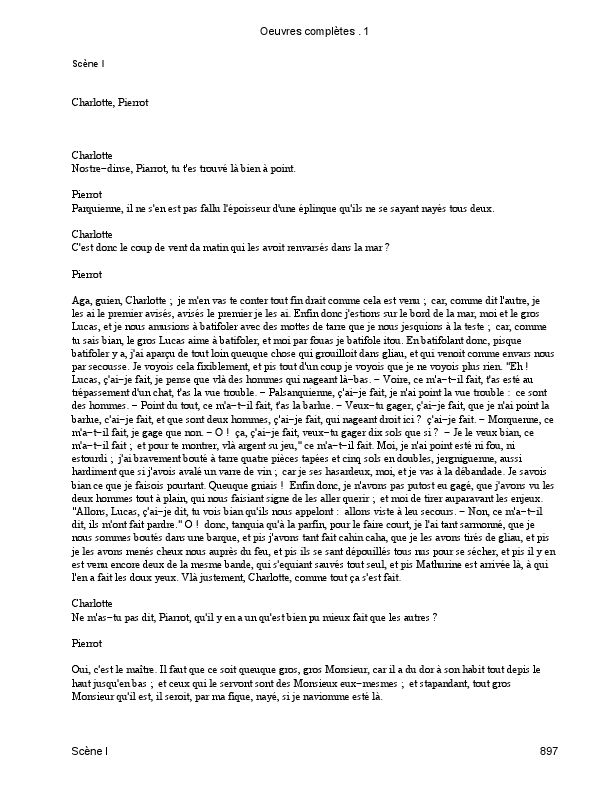 Oeuvres complètes . 1
Scène I
Charlotte, Pierrot
Charlotte
Nostre−dinse, Piarrot, tu t'es trouvé là bien à point.
Pierrot
Parquienne, il ne s'en est pas fallu l'époisseur d'une éplinque qu'ils ne se sayant nayés tous deux.
Charlotte
C'est donc le coup de vent da matin qui les avoit renvarsés dans la mar ?
Pierrot
Aga, guien, Charlotte ;  je m'en vas te conter tout fin drait comme cela est venu ;  car, comme dit l'autre, je
les ai le premier avisés, avisés le premier je les ai. Enfin donc j'estions sur le bord de la mar, moi et le gros
Lucas, et je nous amusions à batifoler avec des mottes de tarre que je nous jesquions à la teste ;  car, comme
tu sais bian, le gros Lucas aime à batifoler, et moi par fouas je batifole itou. En batifolant donc, pisque
batifoler y a, j'ai aparçu de tout loin queuque chose qui grouilloit dans gliau, et qui venoit comme envars nous
par secousse. Je voyois cela fixiblement, et pis tout d'un coup je voyois que je ne voyois plus rien. "Eh !
Lucas, ç'ai−je fait, je pense que vlà des hommes qui nageant là−bas. − Voire, ce m'a−t−il fait, t'as esté au
trépassement d'un chat, t'as la vue trouble. − Palsanquienne, ç'ai−je fait, je n'ai point la vue trouble :  ce sont
des hommes. − Point du tout, ce m'a−t−il fait, t'as la barlue. − Veux−tu gager, ç'ai−je fait, que je n'ai point la
barlue, c'ai−je fait, et que sont deux hommes, ç'ai−je fait, qui nageant droit ici ?  ç'ai−je fait. − Morquenne, ce
m'a−t−il fait, je gage que non. − O !  ça, ç'ai−je fait, veux−tu gager dix sols que si ?  − Je le veux bian, ce
m'a−t−il fait ;  et pour te montrer, vlà argent su jeu," ce m'a−t−il fait. Moi, je n'ai point esté ni fou, ni
estourdi ;  j'ai bravement bouté à tarre quatre pièces tapées et cinq sols en doubles, jergniguenne, aussi
hardiment que si j'avois avalé un varre de vin ;  car je ses hasardeux, moi, et je vas à la débandade. Je savois
bian ce que je faisois pourtant. Queuque gniais !  Enfin donc, je n'avons pas putost eu gagé, que j'avons vu les
deux hommes tout à plain, qui nous faisiant signe de les aller querir ;  et moi de tirer auparavant les enjeux.
"Allons, Lucas, ç'ai−je dit, tu vois bian qu'ils nous appelont :  allons viste à leu secours. − Non, ce m'a−t−il
dit, ils m'ont fait pardre." O !  donc, tanquia qu'à la parfin, pour le faire court, je l'ai tant sarmonné, que je
nous sommes boutés dans une barque, et pis j'avons tant fait cahin caha, que je les avons tirés de gliau, et pis
je les avons menés cheux nous auprès du feu, et pis ils se sant dépouillés tous nus pour se sécher, et pis il y en
est venu encore deux de la mesme bande, qui s'equiant sauvés tout seul, et pis Mathurine est arrivée là, à qui
l'en a fait les doux yeux. Vlà justement, Charlotte, comme tout ça s'est fait.
Charlotte
Ne m'as−tu pas dit, Piarrot, qu'il y en a un qu'est bien pu mieux fait que les autres ?
Pierrot
Oui, c'est le maître. Il faut que ce soit queuque gros, gros Monsieur, car il a du dor à son habit tout depis le
haut jusqu'en bas ;  et ceux qui le servont sont des Monsieux eux−mesmes ;  et stapandant, tout gros
Monsieur qu'il est, il seroit, par ma fique, nayé, si je naviomme esté là.
Scène I
897